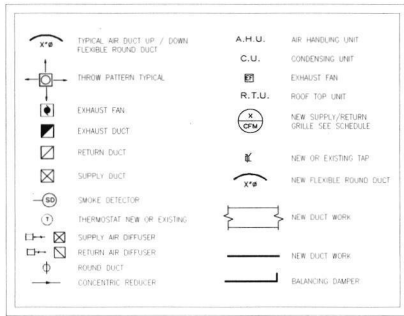 X"ø
TYPICAL AIR DUCT UP / DOWN
FLEXIBLE ROUND DUCT
THROW PATTERN TYPICAL
EXHAUST FAN
EXHAUST DUCT
RETURN DUCT
SUPPLY DUCT
SD
SMOKE DETECTOR
T
THERMOSTAT NEW OR EXISTING
SUPPLY AIR DIFFUSER
RETURN AIR DIFFUSER
ROUND DUCT
CONCENTRIC REDUCER
A.H.U.
AIR HANDLING UNIT
C.U.
CONDENSING UNIT
EF
EXHAUST FAN
R.T.U.
ROOF TOP UNIT
X
CFM
NEW SUPPLY/RETURN
GRILLE SEE SCHEDULE
NEW OR EXISTING TAP
X"ø
NEW FLEXIBLE ROUND DUCT
NEW DUCT WORK
NEW DUCT WORK
BALANCING DAMPER